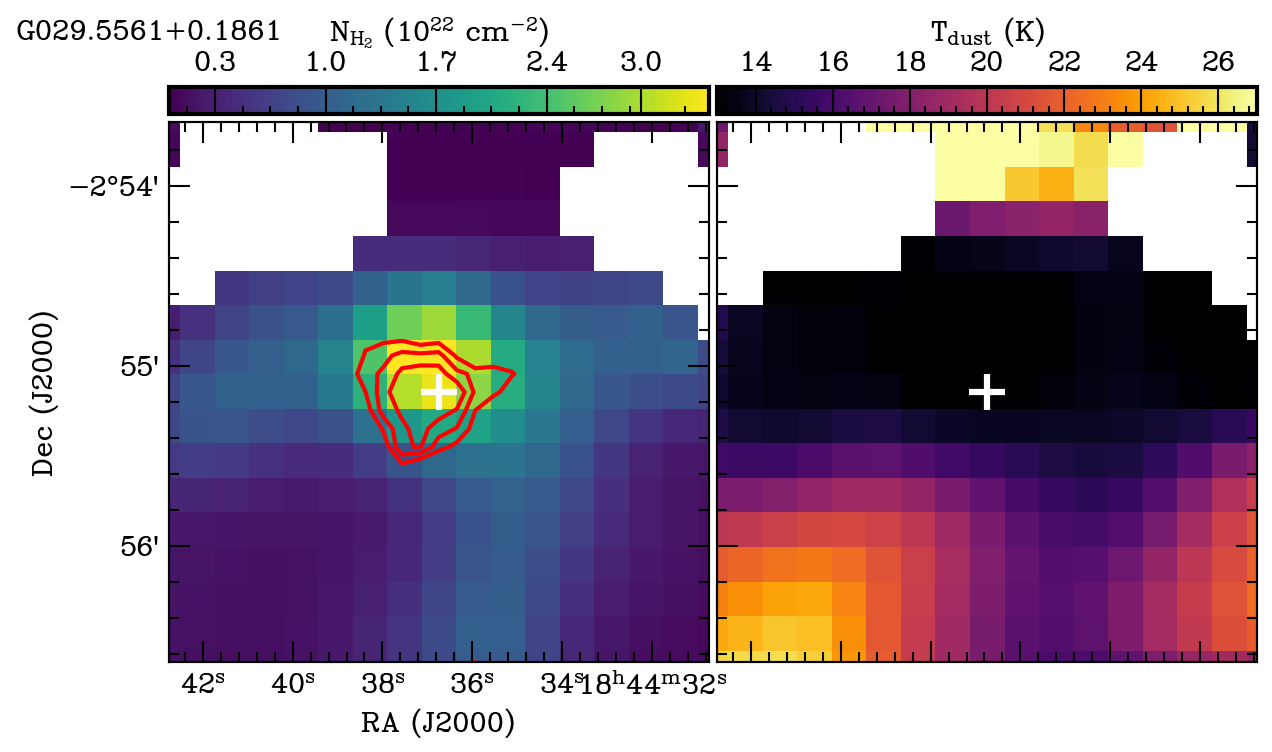 G029.5561+0.1861 N_H₂ (10²² cm⁻²) T_dust (K)
0.3 1.0 1.7 2.4 3.0 14 16 18 20 22 24 26
−2°54'
55'
56'
Dec (J2000)
42ˢ 40ˢ 38ˢ 36ˢ 34ˢ 18ʰ44ᵐ32ˢ
RA (J2000)